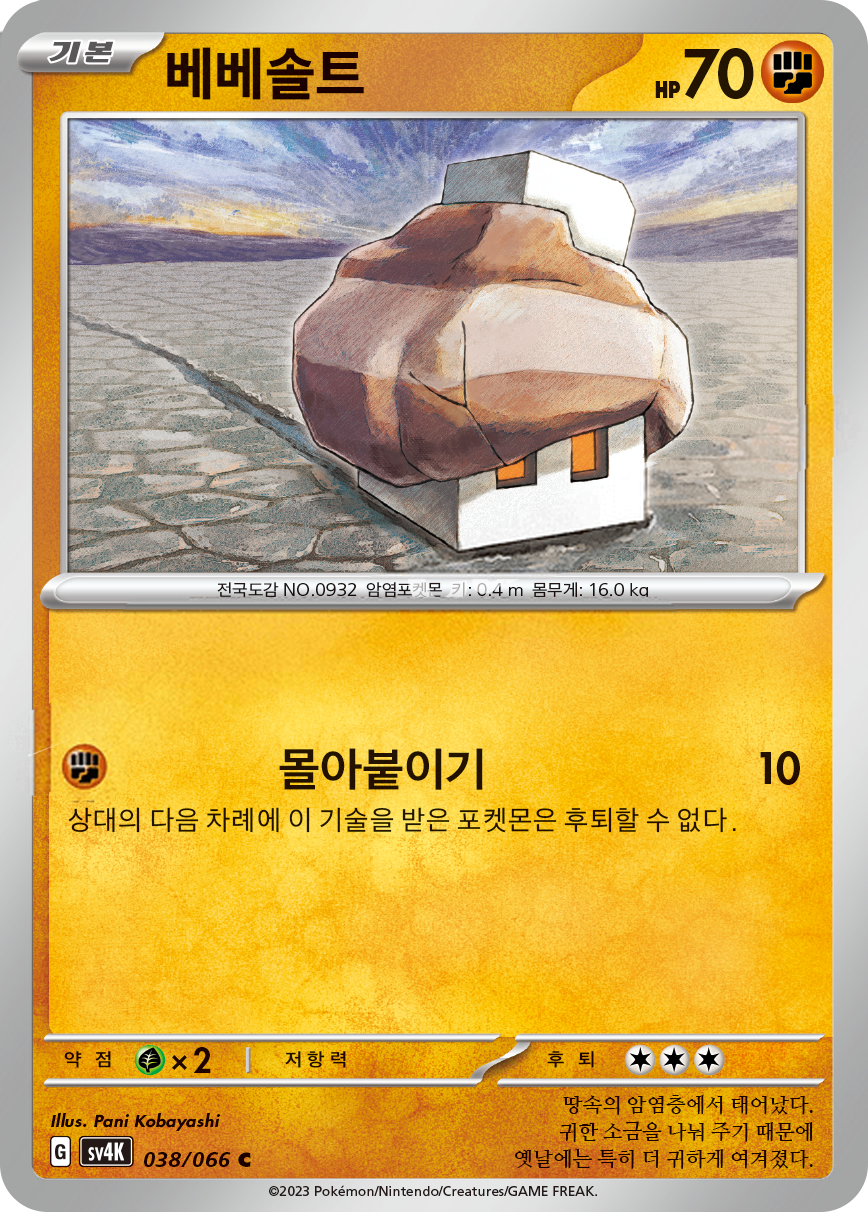 기본 베베솔트 HP 70
전국도감 NO.0932 암염포켓몬 키: 0.4 m 몸무게: 16.0 kg
몰아붙이기 10
상대의 다음 차례에 이 기술을 받은 포켓몬은 후퇴할 수 없다.
약점 ×2 저항력 후퇴
땅속의 암염층에서 태어났다.
귀한 소금을 나눠 주기 때문에
옛날에는 특히 더 귀하게 여겨졌다.
Illus. Pani Kobayashi
G sv4K 038/066 C
©2023 Pokémon/Nintendo/Creatures/GAME FREAK.